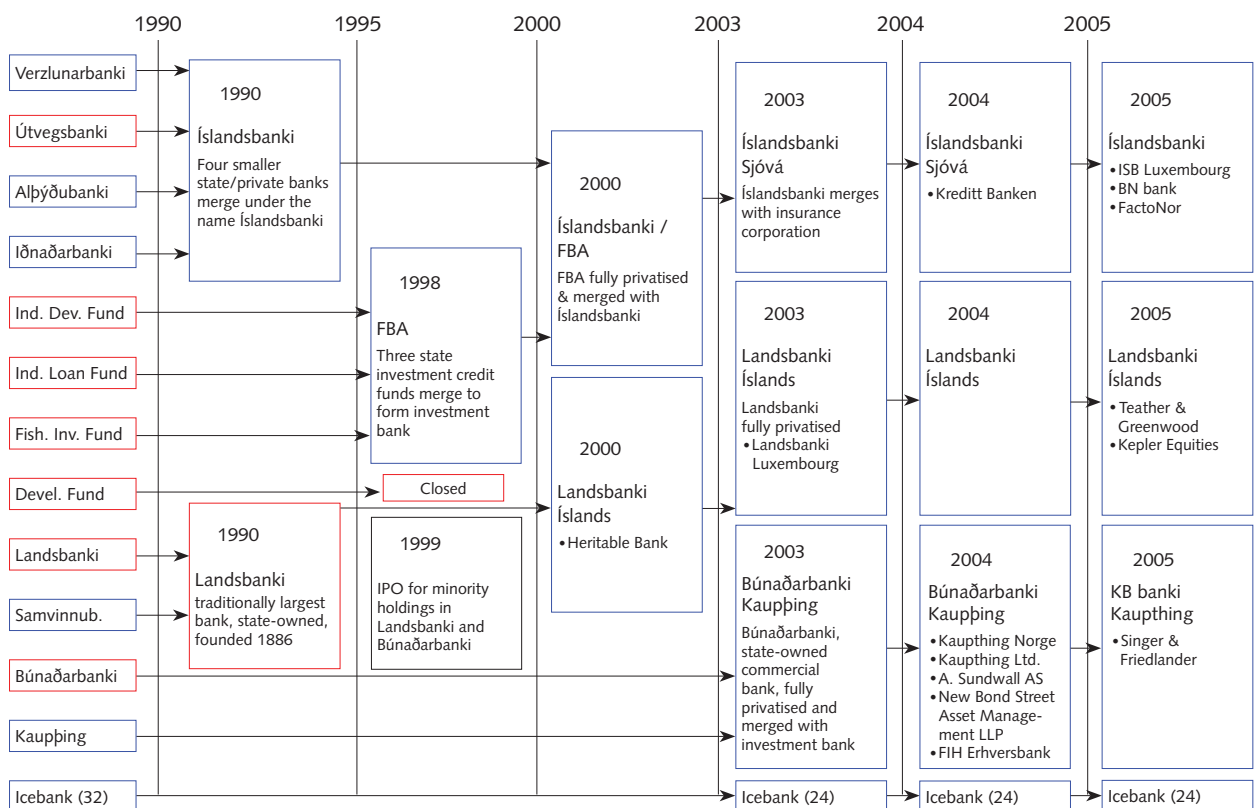 1990
1995
2000
2003
2004
2005
Verzlunarbanki
Útvegsbanki
Alþýðubanki
Iðnaðarbanki
Ind. Dev. Fund
Ind. Loan Fund
Fish. Inv. Fund
Devel. Fund
Landsbanki
Samvinnub.
Búnaðarbanki
Kaupþing
Icebank (32)
1990
Íslandsbanki
Four smaller
state/private banks
merge under the
name Íslandsbanki
1990
Landsbanki
traditionally largest
bank, state-owned,
founded 1886
1998
FBA
Three state
investment credit
funds merge to
form investment
bank
Closed
1999
IPO for minority
holdings in
Landsbanki and
Búnaðarbanki
2000
Íslandsbanki /
FBA
FBA fully privatised
& merged with
Íslandsbanki
2000
Landsbanki
Íslands
• Heritable Bank
2003
Íslandsbanki
Sjóvá
Íslandsbanki merges
with insurance
corporation
2003
Landsbanki
Íslands
Landsbanki
fully privatised
• Landsbanki
Luxembourg
2003
Búnaðarbanki
Kaupþing
Búnaðarbanki,
state-owned
commercial
bank, fully
privatised and
merged with
investment bank
Icebank (24)
2004
Íslandsbanki
Sjóvá
• Kreditt Banken
2004
Landsbanki
Íslands
2004
Búnaðarbanki
Kaupþing
• Kaupthing Norge
• Kaupthing Ltd.
• A. Sundwall AS
• New Bond Street
Asset Manage-
ment LLP
• FIH Erhversbank
Icebank (24)
2005
Íslandsbanki
• ISB Luxembourg
• BN bank
• FactoNor
2005
Landsbanki
Íslands
• Teather &
Greenwood
• Kepler Equities
2005
KB banki
Kaupthing
• Singer &
Friedlander
Icebank (24)